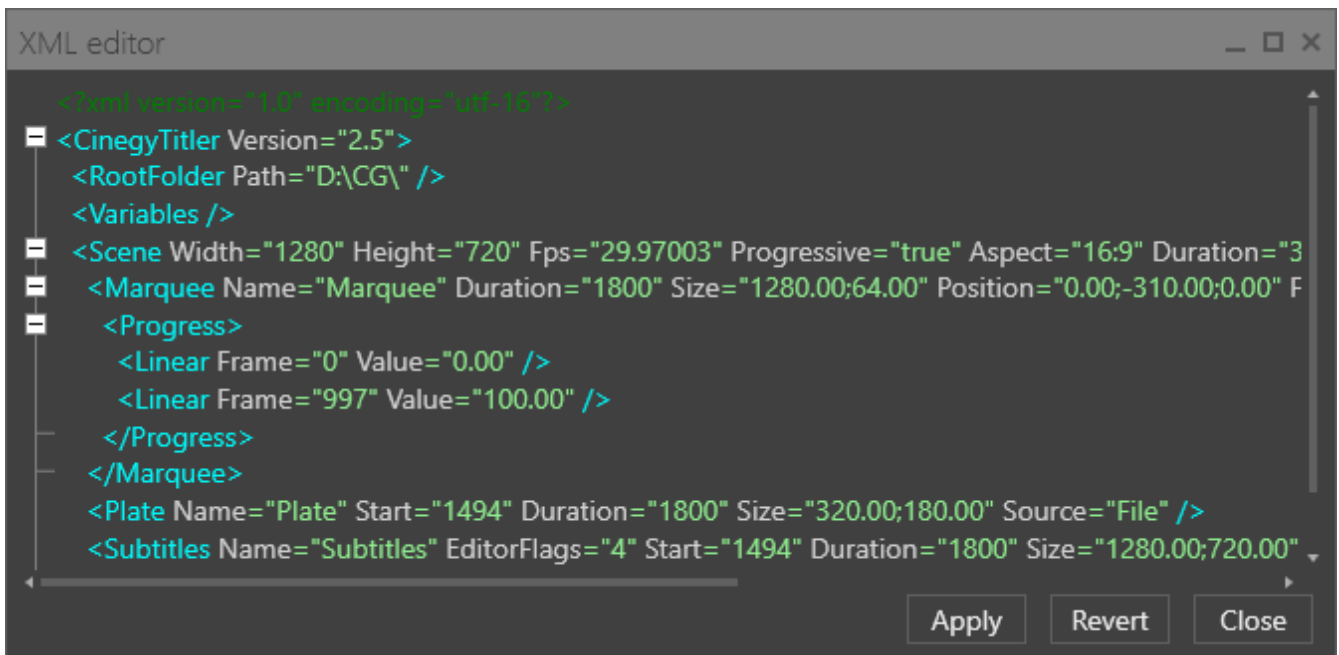 XML editor
<?xml version="1.0" encoding="utf-16"?>
<CinegyTitler Version="2.5">
<RootFolder Path="D:\CG\" />
<Variables />
<Scene Width="1280" Height="720" Fps="29.97003" Progressive="true" Aspect="16:9" Duration="3
<Marquee Name="Marquee" Duration="1800" Size="1280.00;64.00" Position="0.00;-310.00;0.00" F
<Progress>
<Linear Frame="0" Value="0.00" />
<Linear Frame="997" Value="100.00" />
</Progress>
</Marquee>
<Plate Name="Plate" Start="1494" Duration="1800" Size="320.00;180.00" Source="File" />
<Subtitles Name="Subtitles" EditorFlags="4" Start="1494" Duration="1800" Size="1280.00;720.00"
Apply Revert Close